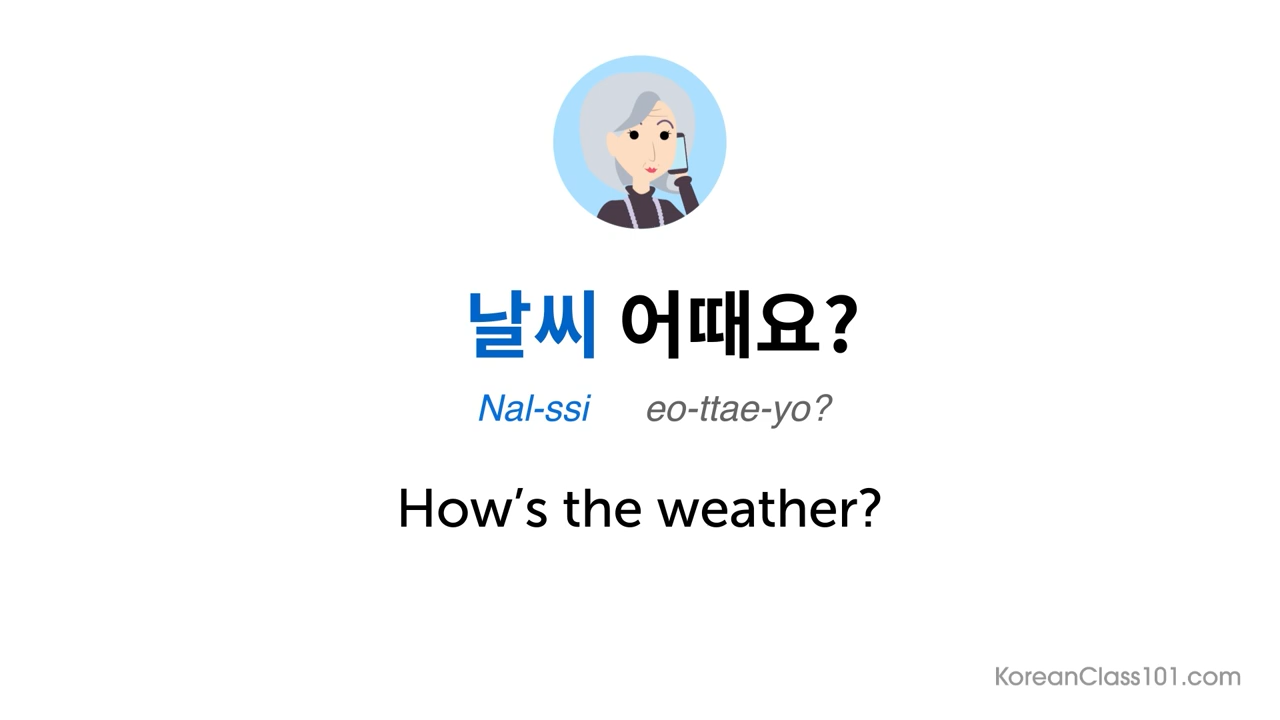 날씨 어때요?
Nal-ssi eo-ttae-yo?
How's the weather?
KoreanClass101.com